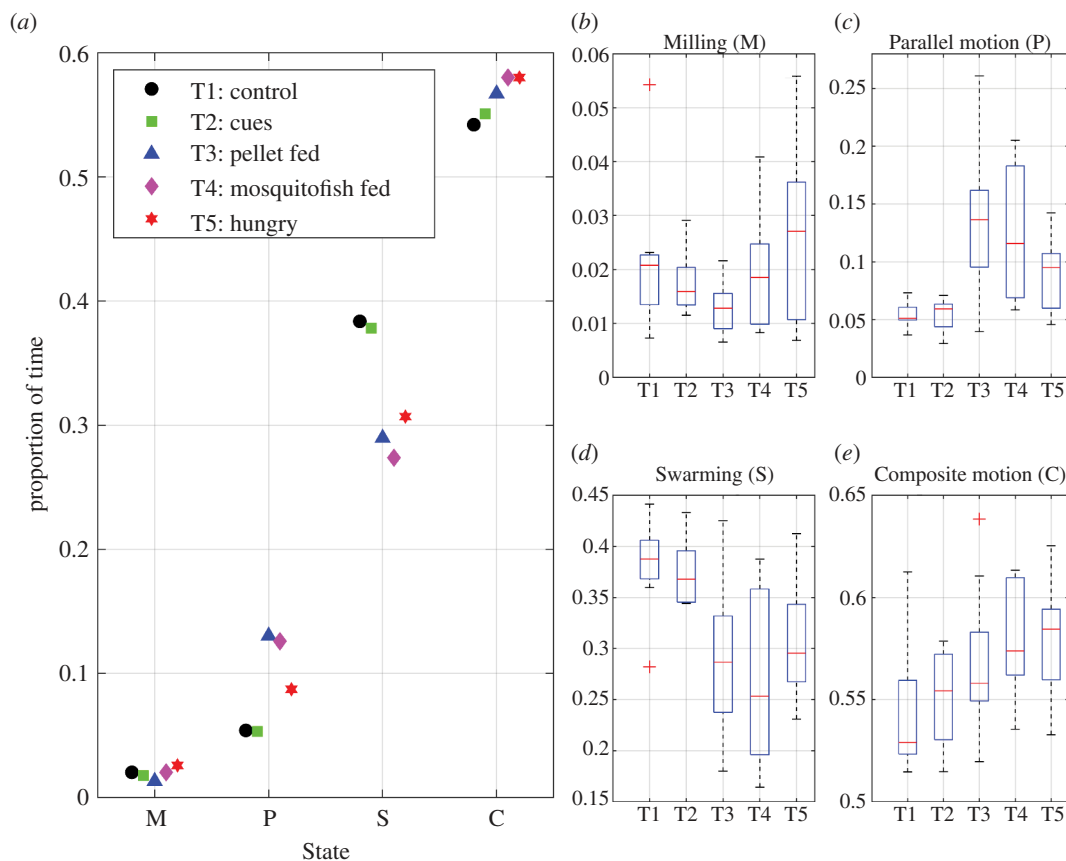 (a)
0.6
0.5
0.4
0.3
0.2
0.1
0
proportion of time
T1: control
T2: cues
T3: pellet fed
T4: mosquitofish fed
T5: hungry
M P S C
State
(b)
Milling (M)
0.06
0.05
0.04
0.03
0.02
0.01
0
T1 T2 T3 T4 T5
(c)
Parallel motion (P)
0.25
0.20
0.15
0.1
0.05
0
T1 T2 T3 T4 T5
(d)
Swarming (S)
0.45
0.4
0.35
0.3
0.25
0.2
0.15
T1 T2 T3 T4 T5
(e)
Composite motion (C)
0.65
0.6
0.55
0.5
T1 T2 T3 T4 T5